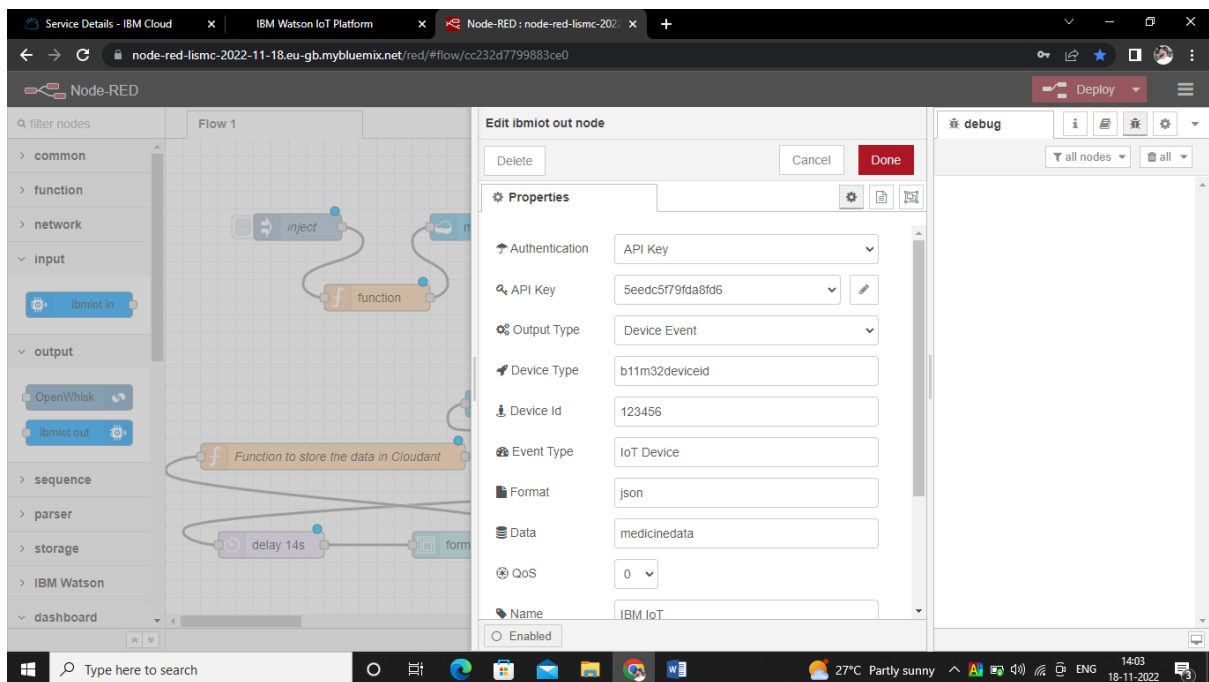 Service Details - IBM Cloud
IBM Watson IoT Platform
Node-RED : node-red-lismc-202
node-red-lismc-2022-11-18.eu-gb.mybluemix.net/red/#flow/cc232d7799883ce0
Node-RED
Deploy
filter nodes
Flow 1
Edit ibmiot out node
debug
i
common
Delete
Cancel
Done
all nodes
all
function
Properties
network
inject
m
input
Authentication
API Key
ibmiot in
function
API Key
5eedc5f79fda8fd6
Output Type
Device Event
output
Device Type
b11m32deviceid
OpenWhisk
Device Id
123456
ibmiot out
Function to store the data in Cloudant
Event Type
IoT Device
sequence
Format
json
parser
Data
medicinedata
storage
delay 14s
form
QoS
0
IBM Watson
Name
IBM IoT
dashboard
Enabled
Type here to search
27°C Partly sunny
ENG
14:03
18-11-2022
3